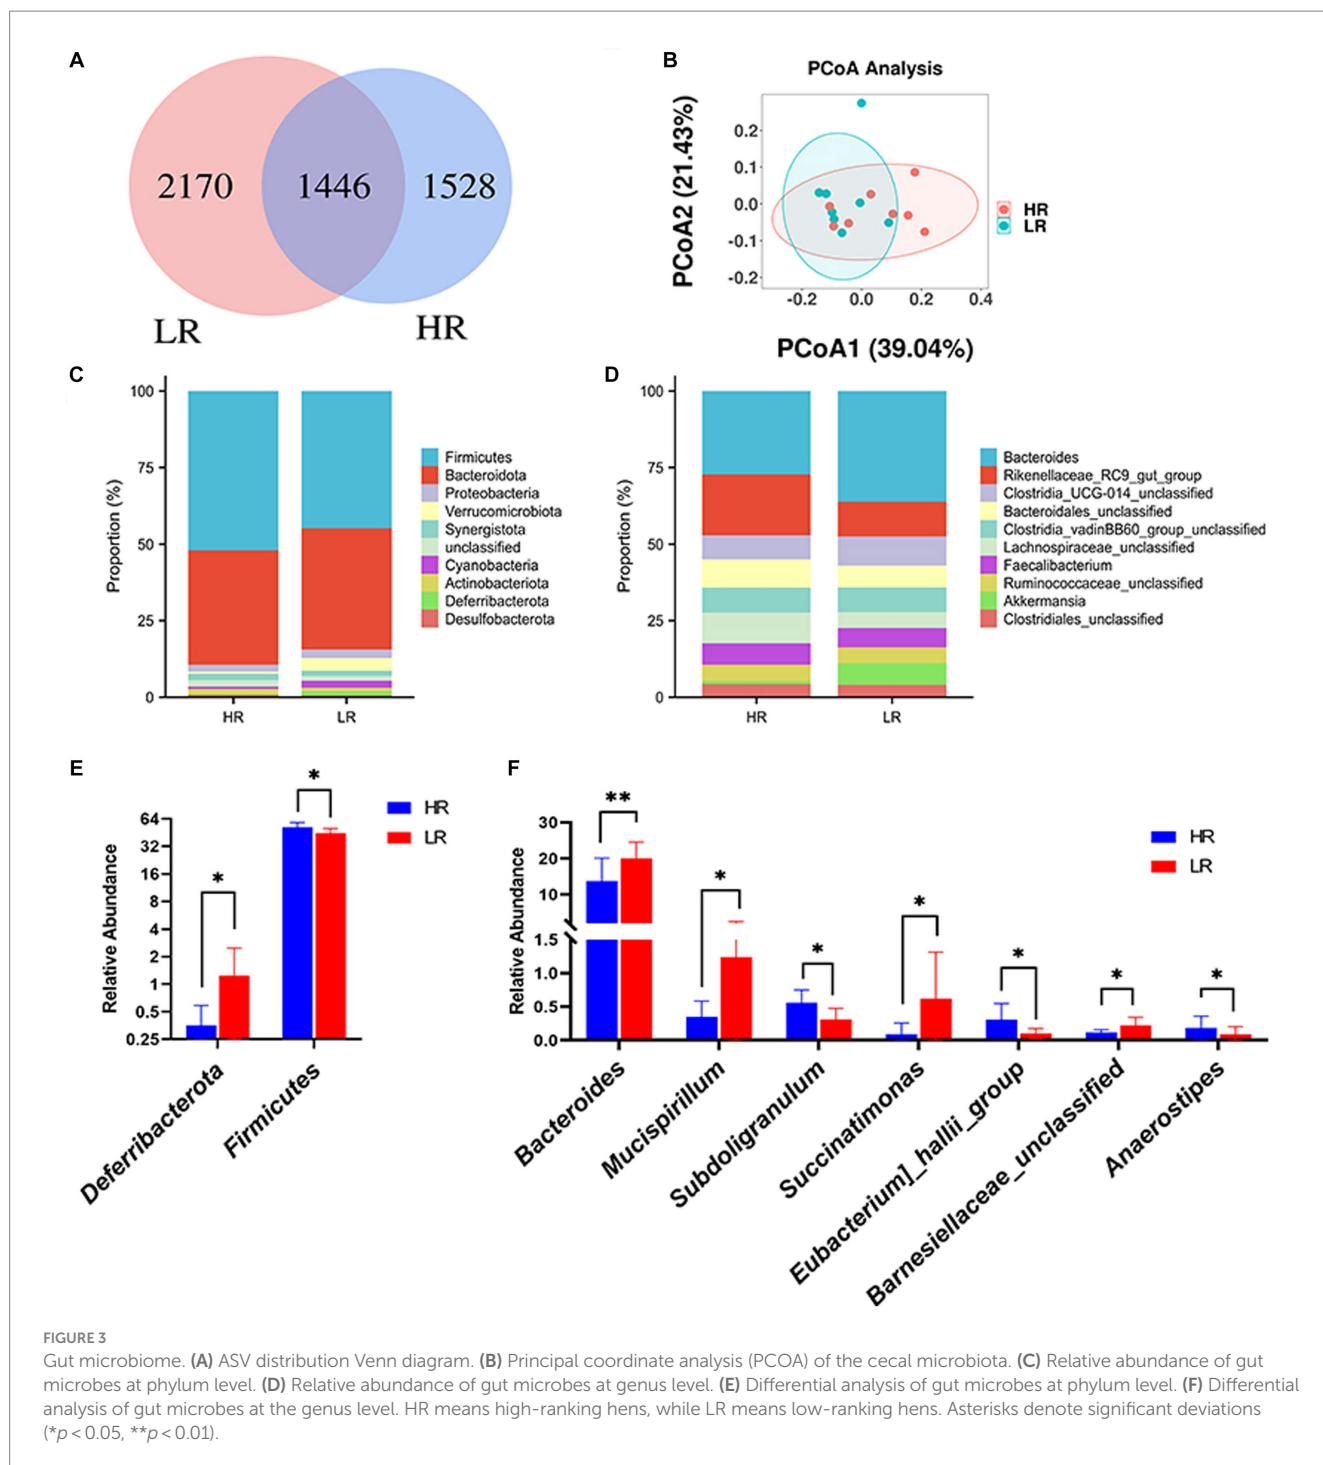 A
2170
1446
1528
LR
HR
B
PCoA Analysis
PCoA2 (21.43%)
0.2
0.1
0.0
-0.1
-0.2
-0.2
0.0
0.2
0.4
PCoA1 (39.04%)
HR
LR
C
Proportion (%)
100
75
50
25
0
HR
LR
Firmicutes
Bacteroidota
Proteobacteria
Verrucomicrobiota
Synergistota
unclassified
Cyanobacteria
Actinobacteriota
Deferribacterota
Desulfobacterota
D
Proportion (%)
100
75
50
25
0
HR
LR
Bacteroides
Rikenellaceae_RC9_gut_group
Clostridia_UCG-014_unclassified
Bacteroidales_unclassified
Clostridia_vadinBB60_group_unclassified
Lachnospiraceae_unclassified
Faecalibacterium
Ruminococcaceae_unclassified
Akkermansia
Clostridiales_unclassified
E
Relative Abundance
64
32
16
8
4
2
1
0.5
0.25
*
*
HR
LR
Deferribacterota
Firmicutes
F
Relative Abundance
30
20
10
1.5
1.0
0.5
0.0
**
*
*
*
*
*
*
HR
LR
Bacteroides
Mucispirillum
Subdoligranulum
Succinatimonas
Eubacterium]_hallii_group
Barnesiellaceae_unclassified
Anaerostipes
FIGURE 3
Gut microbiome. (A) ASV distribution Venn diagram. (B) Principal coordinate analysis (PCOA) of the cecal microbiota. (C) Relative abundance of gut
microbes at phylum level. (D) Relative abundance of gut microbes at genus level. (E) Differential analysis of gut microbes at phylum level. (F) Differential
analysis of gut microbes at the genus level. HR means high-ranking hens, while LR means low-ranking hens. Asterisks denote significant deviations
(*p < 0.05, **p < 0.01).